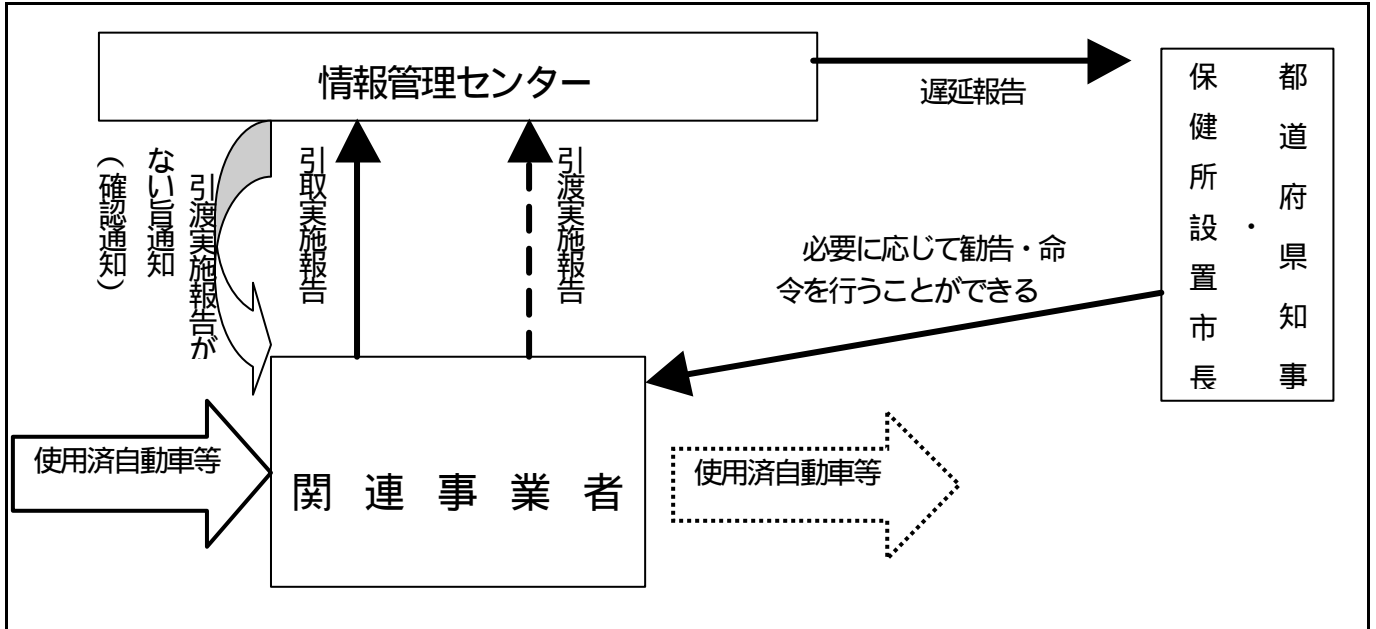 情報管理センター
遅延報告
都道府県知事・
保健所設置市長
引渡実施報告
引取実施報告
引渡実施報告が
ない旨通知
(確認通知)
必要に応じて勧告・命
令を行うことができる
使用済自動車等
関連事業者
使用済自動車等